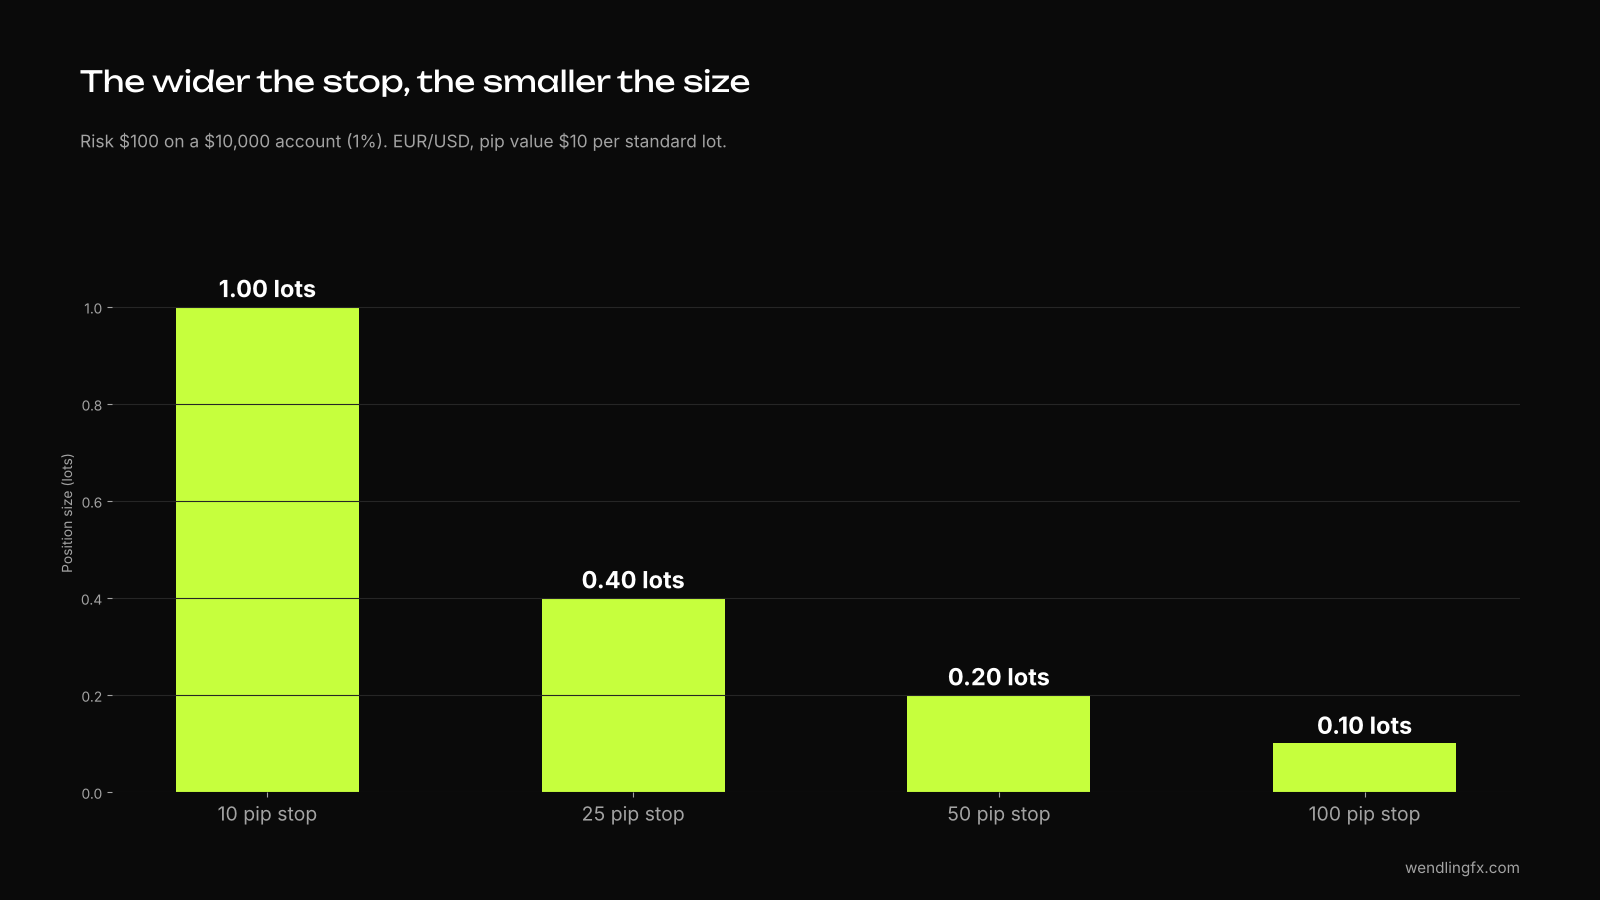 The wider the stop, the smaller the size
Risk $100 on a $10,000 account (1%). EUR/USD, pip value $10 per standard lot.
Position size (lots)
1.0
0.8
0.6
0.4
0.2
0.0
1.00 lots
0.40 lots
0.20 lots
0.10 lots
10 pip stop
25 pip stop
50 pip stop
100 pip stop
wendlingfx.com